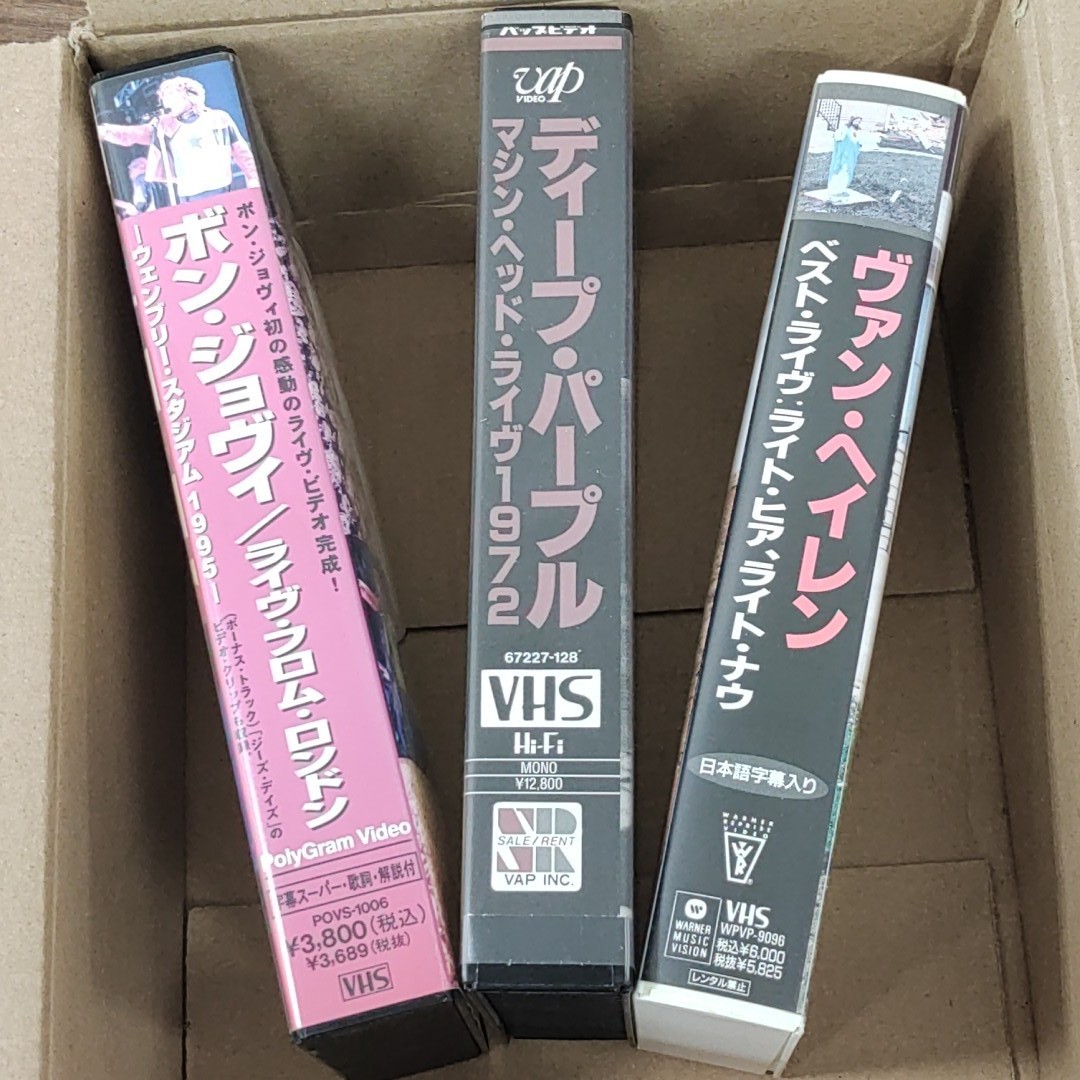 ボン・ジョヴィ初の感動のライヴ・ビデオ完成!
ボン・ジョヴィ/ライヴ・フロム・ロンドン
ーウェンブリー・スタジアム1995ー
(ボーナス・トラック)「ジーズ・デイズ」の
ビデオ・クリップも収録
PolyGram Video
字幕スーパー・歌詞・解説付
POVS-1006
¥3,800(税込)
¥3,689(税抜)
VHS
バップビデオ
vap
VIDEO
ディープ・パープル
マシン・ヘッド・ライヴ1972
67227-128
VHS
Hi-Fi
MONO
¥12,800
SALE/RENT
VAP INC.
ヴァン・ヘイレン
ベスト・ライヴ:ライト・ヒア、ライト・ナウ
日本語字幕入り
WARNER
REPRISE
VIDEO
WARNER
MUSIC
VISION
VHS
WPVP-9096
税込¥6,000
税抜¥5,825
レンタル禁止